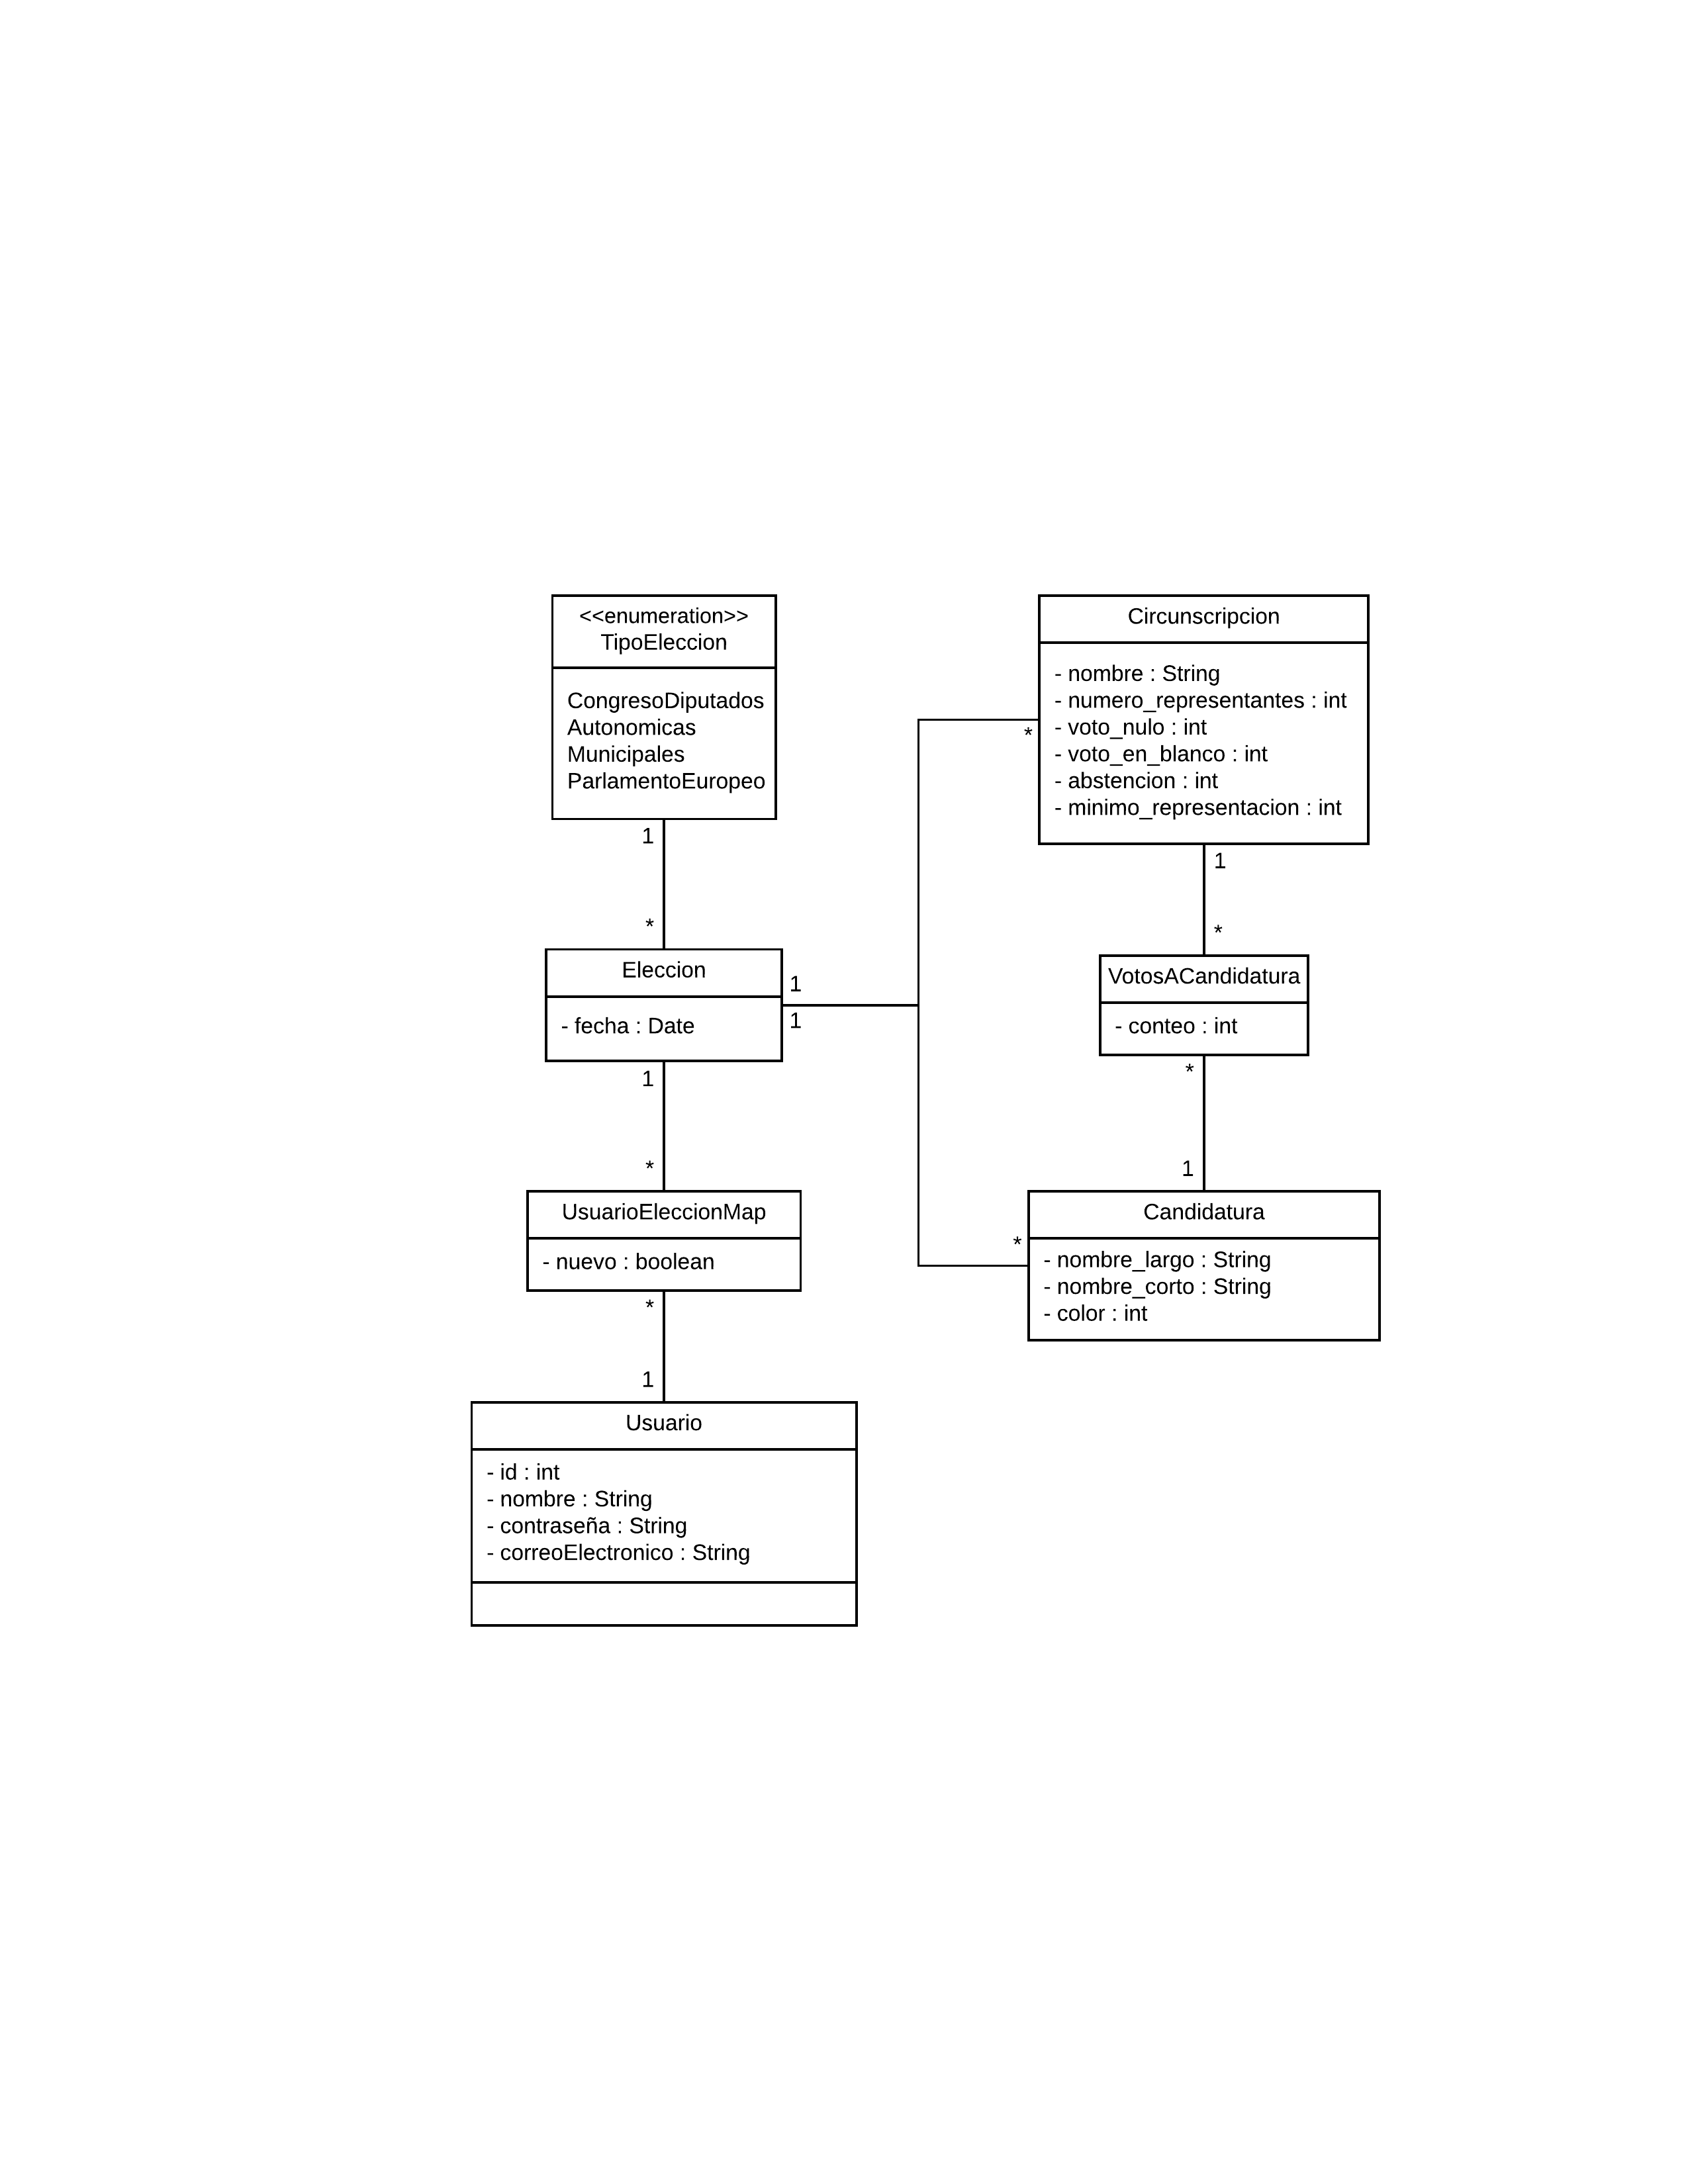 <<enumeration>>
TipoEleccion
CongresoDiputados
Autonomicas
Municipales
ParlamentoEuropeo
1
*
Eleccion
- fecha : Date
1
1
1
*
UsuarioEleccionMap
- nuevo : boolean
*
1
Usuario
- id : int
- nombre : String
- contraseña : String
- correoElectronico : String
Circunscripcion
- nombre : String
- numero_representantes : int
- voto_nulo : int
- voto_en_blanco : int
- abstencion : int
- minimo_representacion : int
*
1
*
VotosACandidatura
- conteo : int
*
1
*
Candidatura
- nombre_largo : String
- nombre_corto : String
- color : int